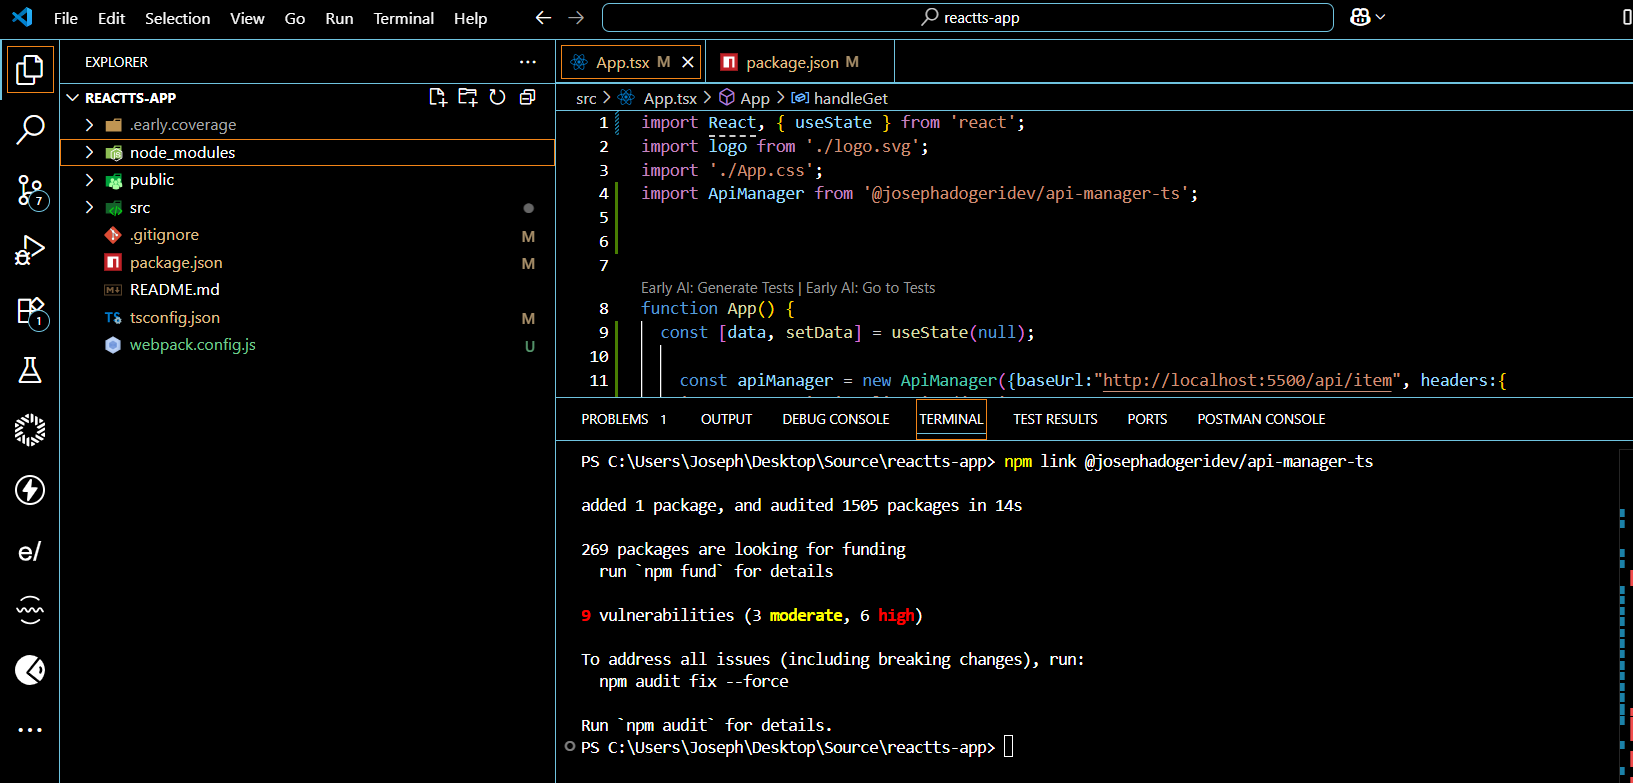 File Edit Selection View Go Run Terminal Help
reactts-app
EXPLORER
REACTTS-APP
.early.coverage
node_modules
public
src
.gitignore M
package.json M
README.md
tsconfig.json M
webpack.config.js U
7
1
e/
App.tsx M
package.json M
src > App.tsx > App > handleGet
1 import React, { useState } from 'react';
2 import logo from './logo.svg';
3 import './App.css';
4 import ApiManager from '@josephadogeridev/api-manager-ts';
5
6
7
Early AI: Generate Tests | Early AI: Go to Tests
8 function App() {
9 const [data, setData] = useState(null);
10
11 const apiManager = new ApiManager({baseUrl:"http://localhost:5500/api/item", headers:{
PROBLEMS 1 OUTPUT DEBUG CONSOLE TERMINAL TEST RESULTS PORTS POSTMAN CONSOLE
PS C:\Users\Joseph\Desktop\Source\reactts-app> npm link @josephadogeridev/api-manager-ts
added 1 package, and audited 1505 packages in 14s
269 packages are looking for funding
run `npm fund` for details
9 vulnerabilities (3 moderate, 6 high)
To address all issues (including breaking changes), run:
npm audit fix --force
Run `npm audit` for details.
PS C:\Users\Joseph\Desktop\Source\reactts-app>